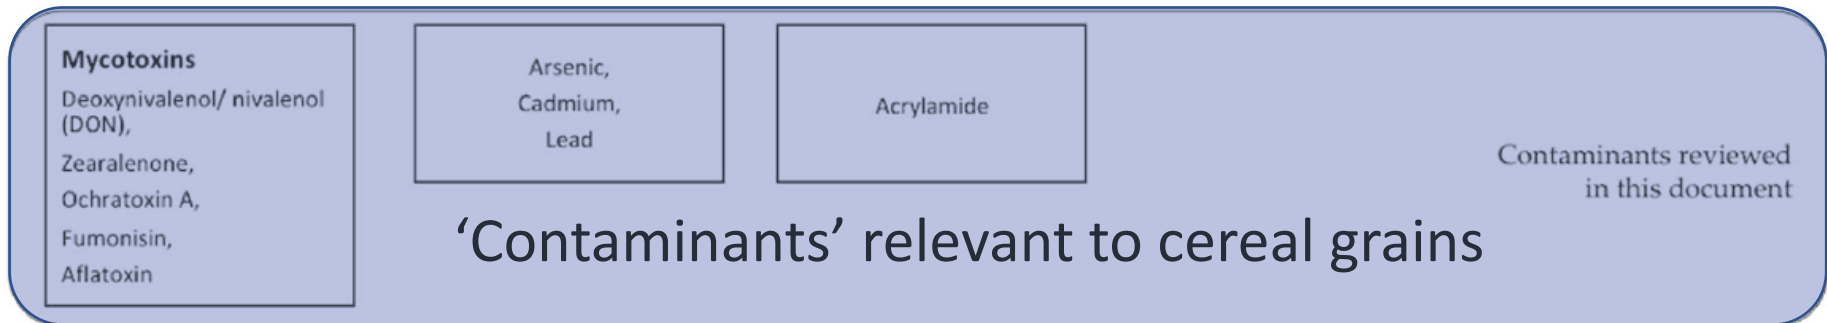 Mycotoxins
Deoxynivalenol/ nivalenol
(DON),
Zearalenone,
Ochratoxin A,
Fumonisin,
Aflatoxin
Arsenic,
Cadmium,
Lead
Acrylamide
Contaminants reviewed
in this document
‘Contaminants’ relevant to cereal grains